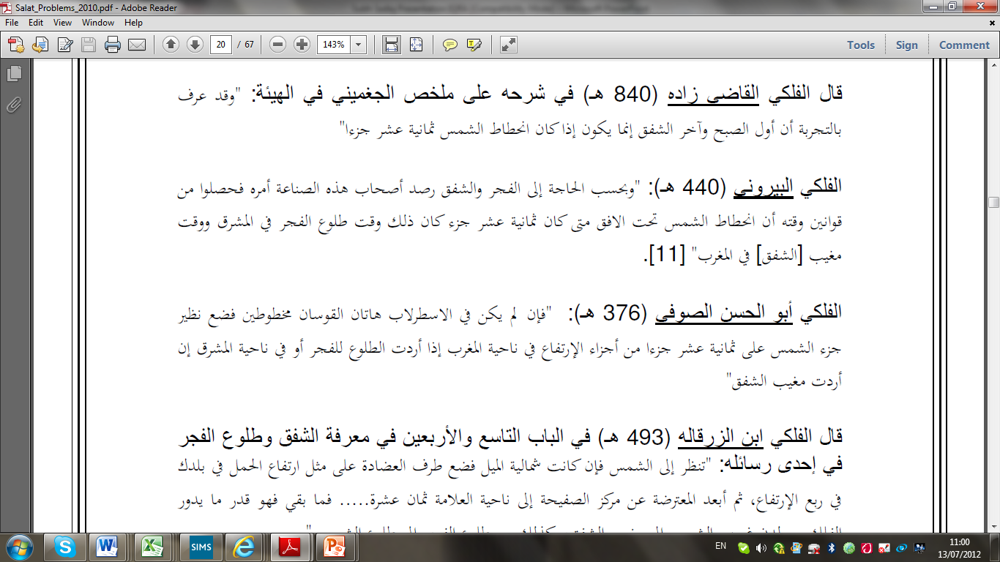 Salat_Problems_2010.pdf - Adobe Reader
File Edit View Window Help
20 / 67 143% Tools Sign Comment
قال الفلكي القاضي زاده (840 هـ) في شرحه على ملخص الجغميني في الهيئة: "وقد عرف
بالتجربة أن أول الصبح وآخر الشفق إنما يكون إذا كان انحطاط الشمس ثمانية عشر جزءا"
الفلكي البيروني (440 هـ): "وبحسب الحاجة إلى الفجر والشفق رصد أصحاب هذه الصناعة أمره فحصلوا من
قوانين وقته أن انحطاط الشمس تحت الافق متى كان ثمانية عشر جزء كان ذلك وقت طلوع الفجر في المشرق ووقت
مغيب [الشفق] في المغرب" [11].
الفلكي أبو الحسن الصوفي (376 هـ): "فإن لم يكن في الاسطرلاب هاتان القوسان مخطوطين فضع نظير
جزء الشمس على ثمانية عشر جزءا من أجزاء الإرتفاع في ناحية المغرب إذا أردت الطلوع للفجر أو في ناحية المشرق إن
أردت مغيب الشفق"
قال الفلكي ابن الزرقاله (493 هـ) في الباب التاسع والأربعين في معرفة الشفق وطلوع الفجر
في إحدى رسائله: "تنظر إلى الشمس فإن كانت شمالية الميل فضع طرف العضادة على مثل ارتفاع الحمل في بلدك
في ربع الإرتفاع، ثم أبعد المعترضة عن مركز الصفيحة إلى ناحية العلامة ثمان عشرة..... فما بقي فهو قدر ما يدور
SIMS
EN 11:00
13/07/2012